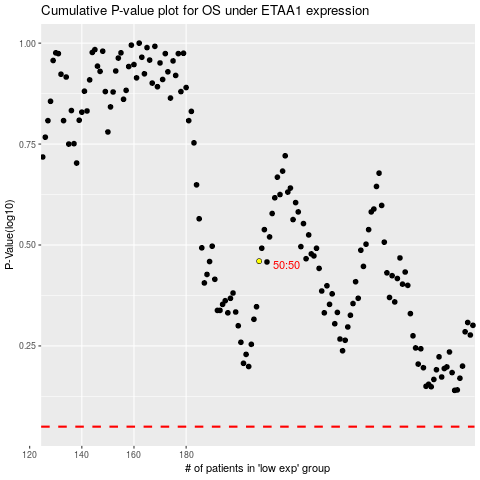 Cumulative P-value plot for OS under ETAA1 expression
P-Value(log10)
1.00
0.75
0.50
0.25
50:50
120 140 160 180
# of patients in 'low exp' group